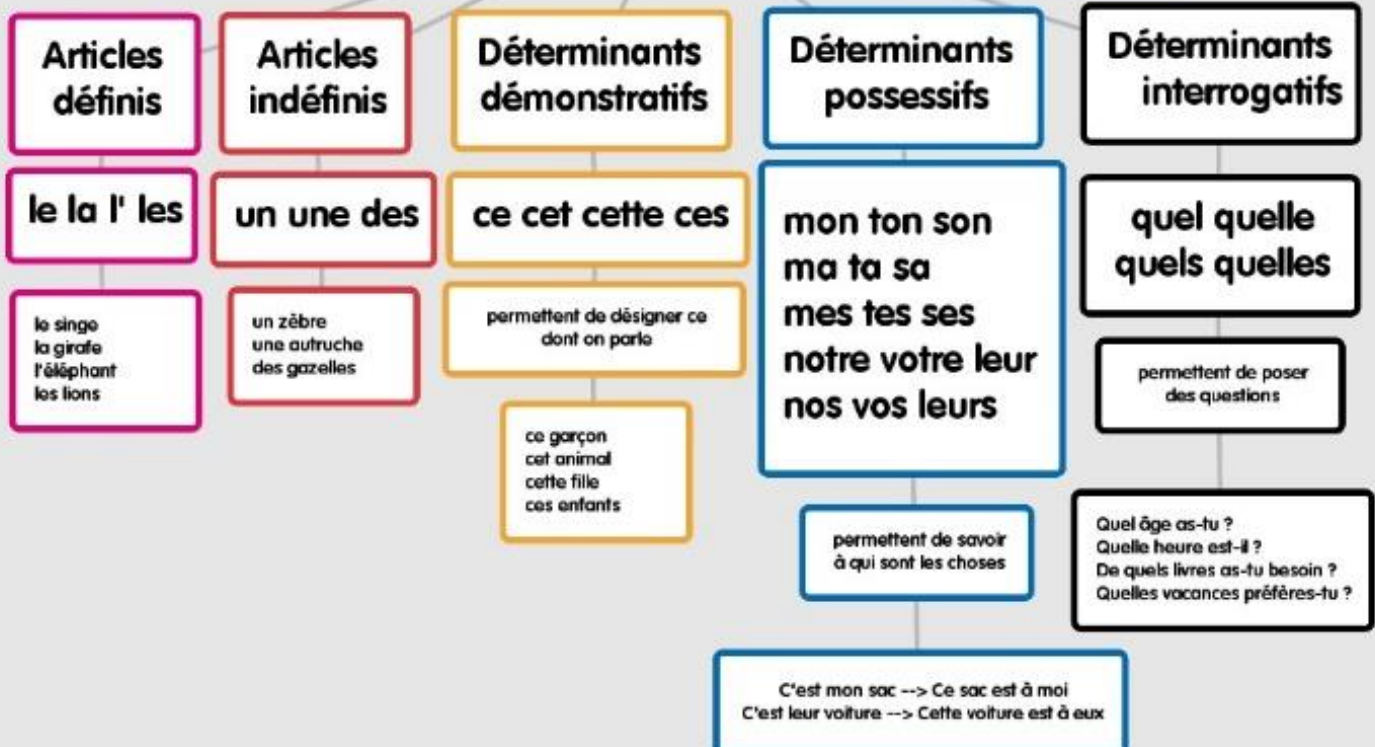 Articles
définis
le la l' les
le singe
la girafe
l'éléphant
les lions
Articles
indéfinis
un une des
un zèbre
une autruche
des gazelles
Déterminants
démonstratifs
ce cet cette ces
permettent de désigner ce
dont on parle
ce garçon
cet animal
cette fille
ces enfants
Déterminants
possessifs
mon ton son
ma ta sa
mes tes ses
notre votre leur
nos vos leurs
permettent de savoir
à qui sont les choses
C'est mon sac --> Ce sac est à moi
C'est leur voiture --> Cette voiture est à eux
Déterminants
interrogatifs
quel quelle
quels quelles
permettent de poser
des questions
Quel âge as-tu ?
Quelle heure est-il ?
De quels livres as-tu besoin ?
Quelles vacances préfères-tu ?